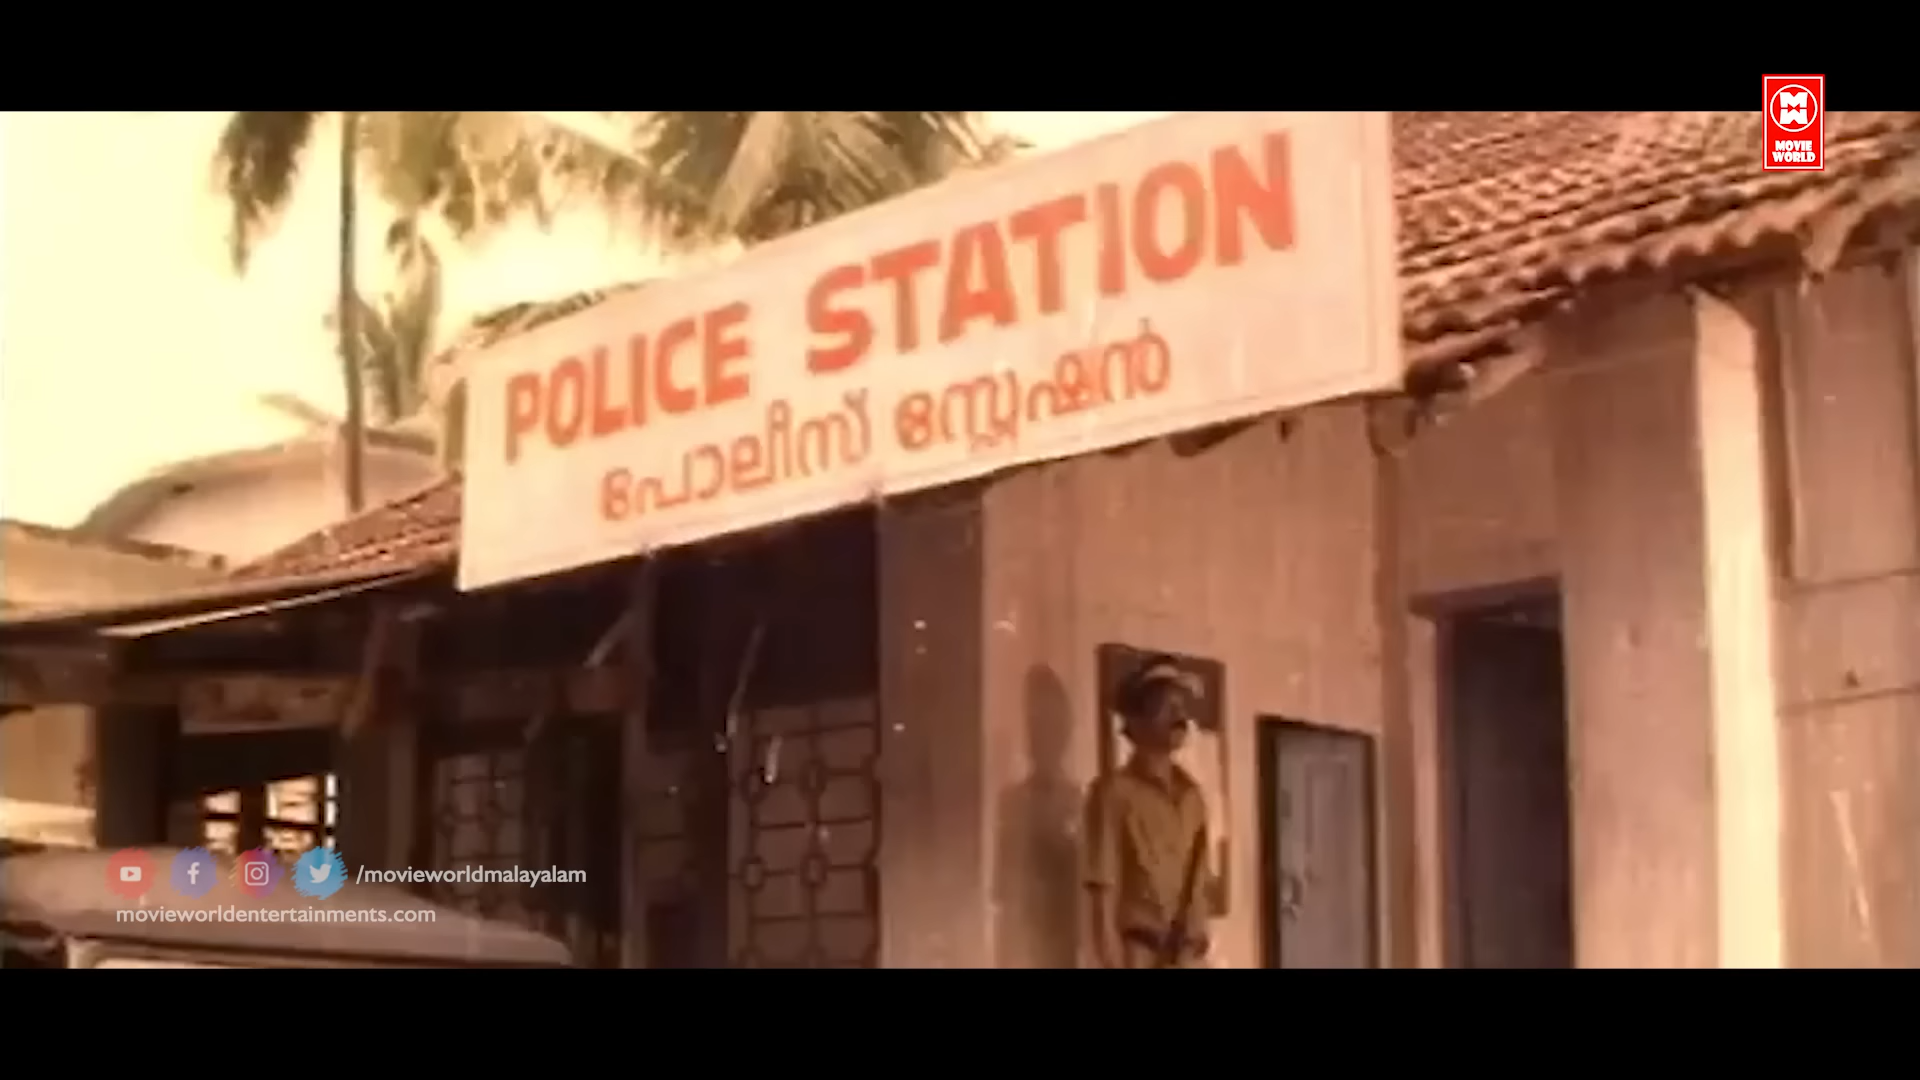 MOVIE
WORLD
POLICE STATION
പോലീസ് സ്റ്റേഷൻ
/movieworldmalayalam
movieworldentertainments.com